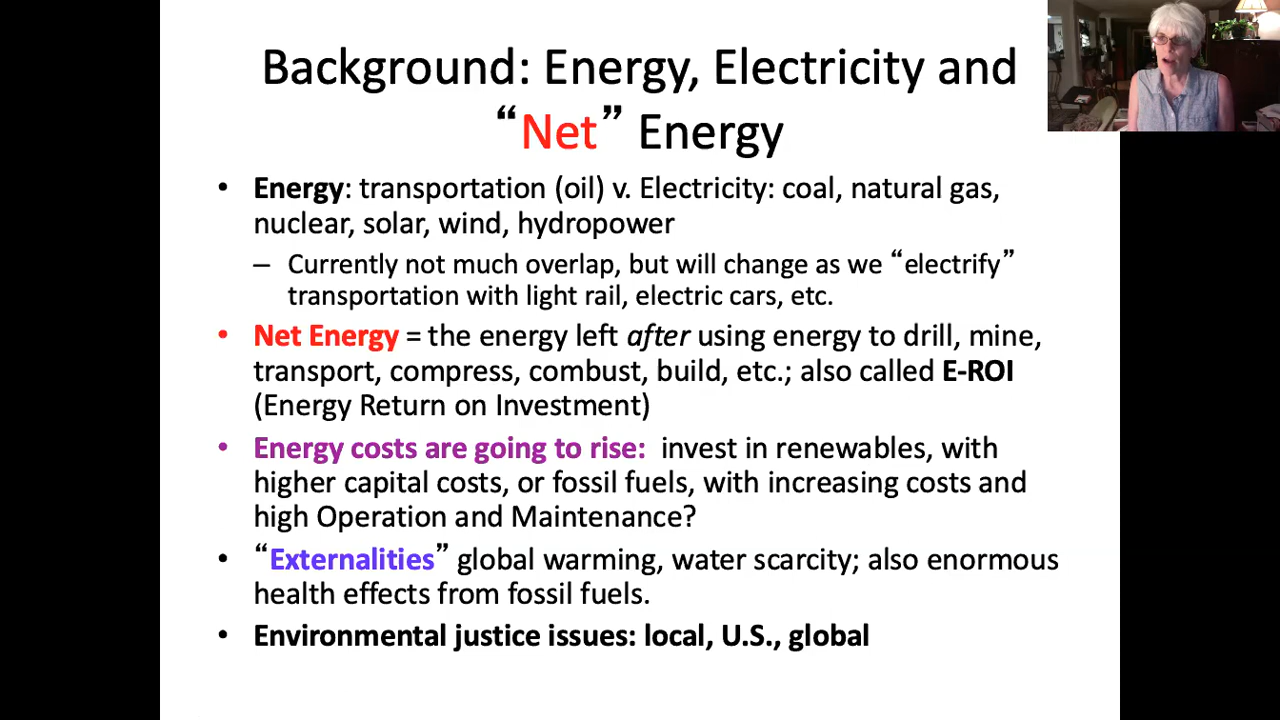 Background: Energy, Electricity and
“Net” Energy
• Energy: transportation (oil) v. Electricity: coal, natural gas,
nuclear, solar, wind, hydropower
– Currently not much overlap, but will change as we “electrify”
transportation with light rail, electric cars, etc.
• Net Energy = the energy left after using energy to drill, mine,
transport, compress, combust, build, etc.; also called E-ROI
(Energy Return on Investment)
• Energy costs are going to rise: invest in renewables, with
higher capital costs, or fossil fuels, with increasing costs and
high Operation and Maintenance?
• “Externalities” global warming, water scarcity; also enormous
health effects from fossil fuels.
• Environmental justice issues: local, U.S., global